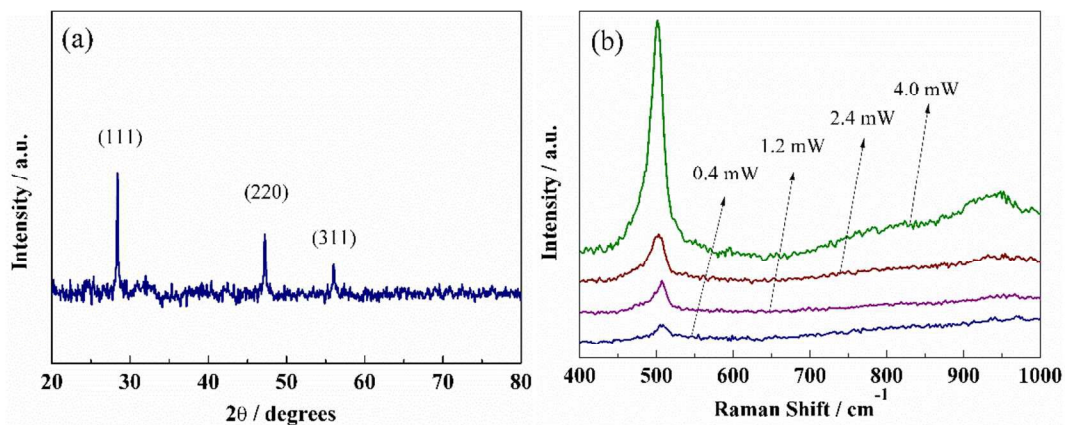 (a)
(111)
(220)
(311)
Intensity / a.u.
20 30 40 50 60 70 80
2θ / degrees
(b)
4.0 mW
2.4 mW
1.2 mW
0.4 mW
Intensity / a.u.
400 500 600 700 800 900 1000
Raman Shift / cm⁻¹